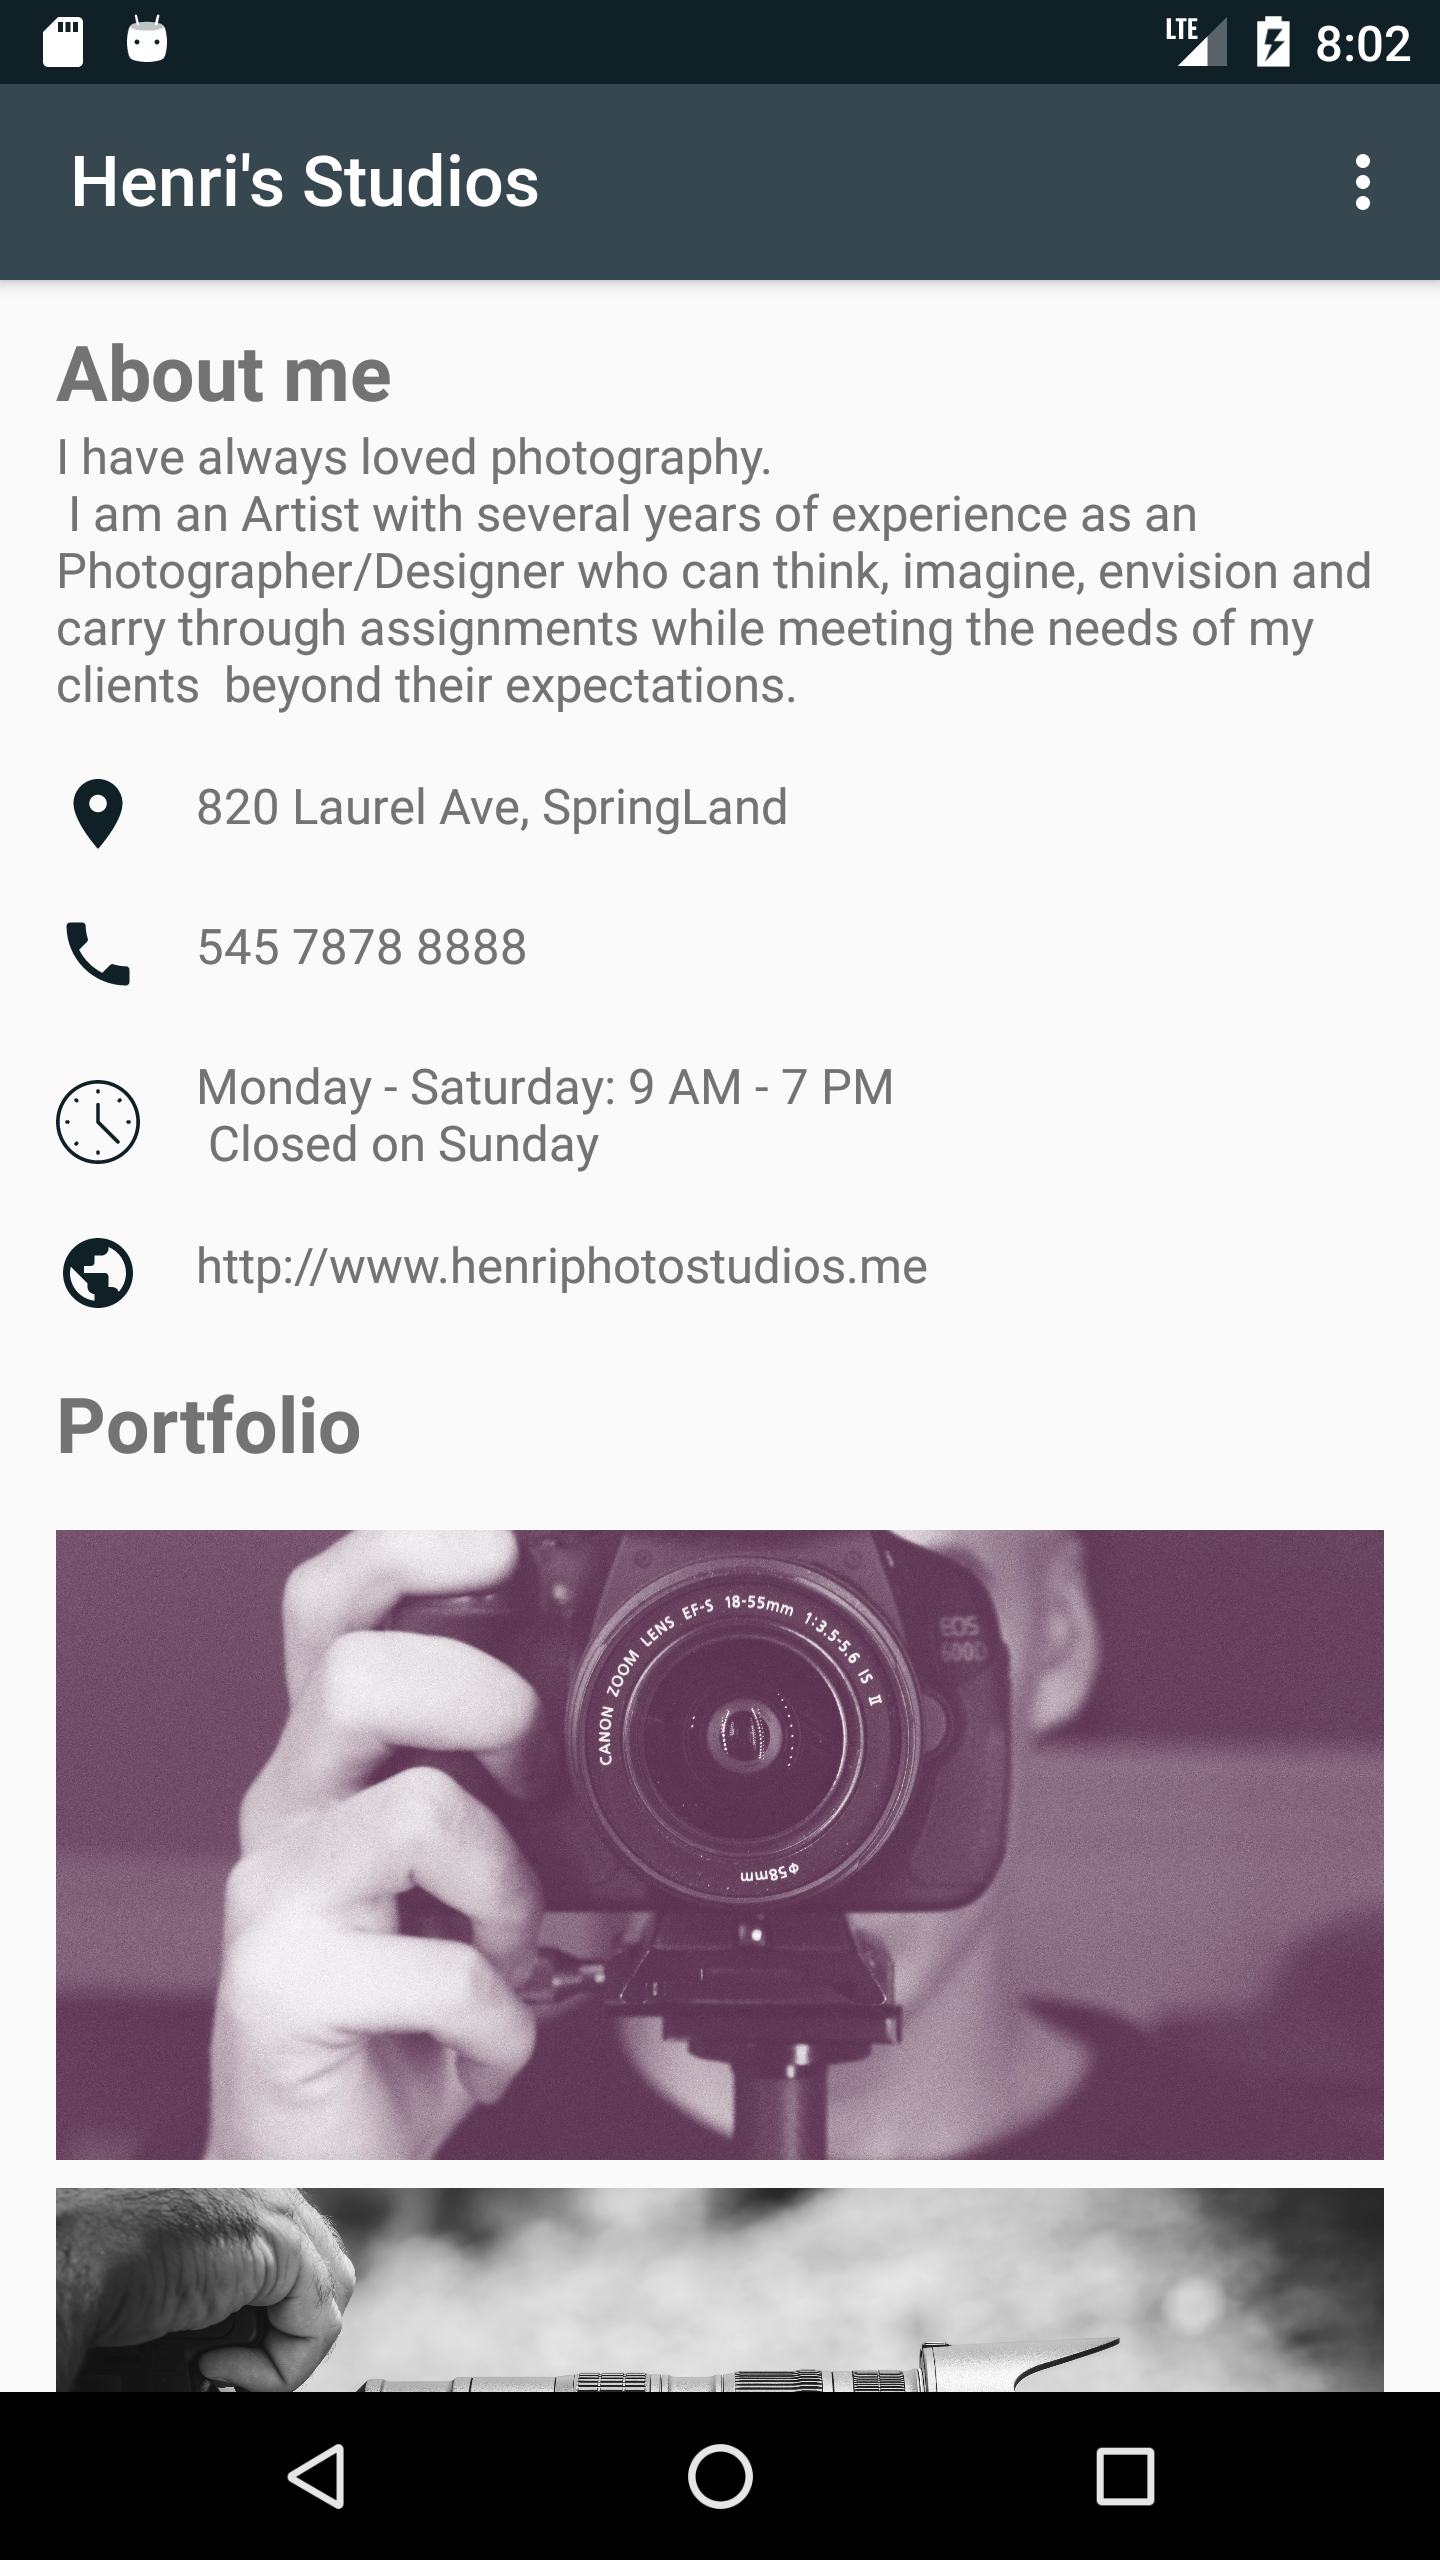 LTE 8:02
Henri's Studios
About me
I have always loved photography.
I am an Artist with several years of experience as an
Photographer/Designer who can think, imagine, envision and
carry through assignments while meeting the needs of my
clients  beyond their expectations.
820 Laurel Ave, SpringLand
545 7878 8888
Monday - Saturday: 9 AM - 7 PM
Closed on Sunday
http://www.henriphotostudios.me
Portfolio
CANON ZOOM LENS EF-S 18-55mm 1:3.5-5.6 IS II
EOS
600D
Φ58mm